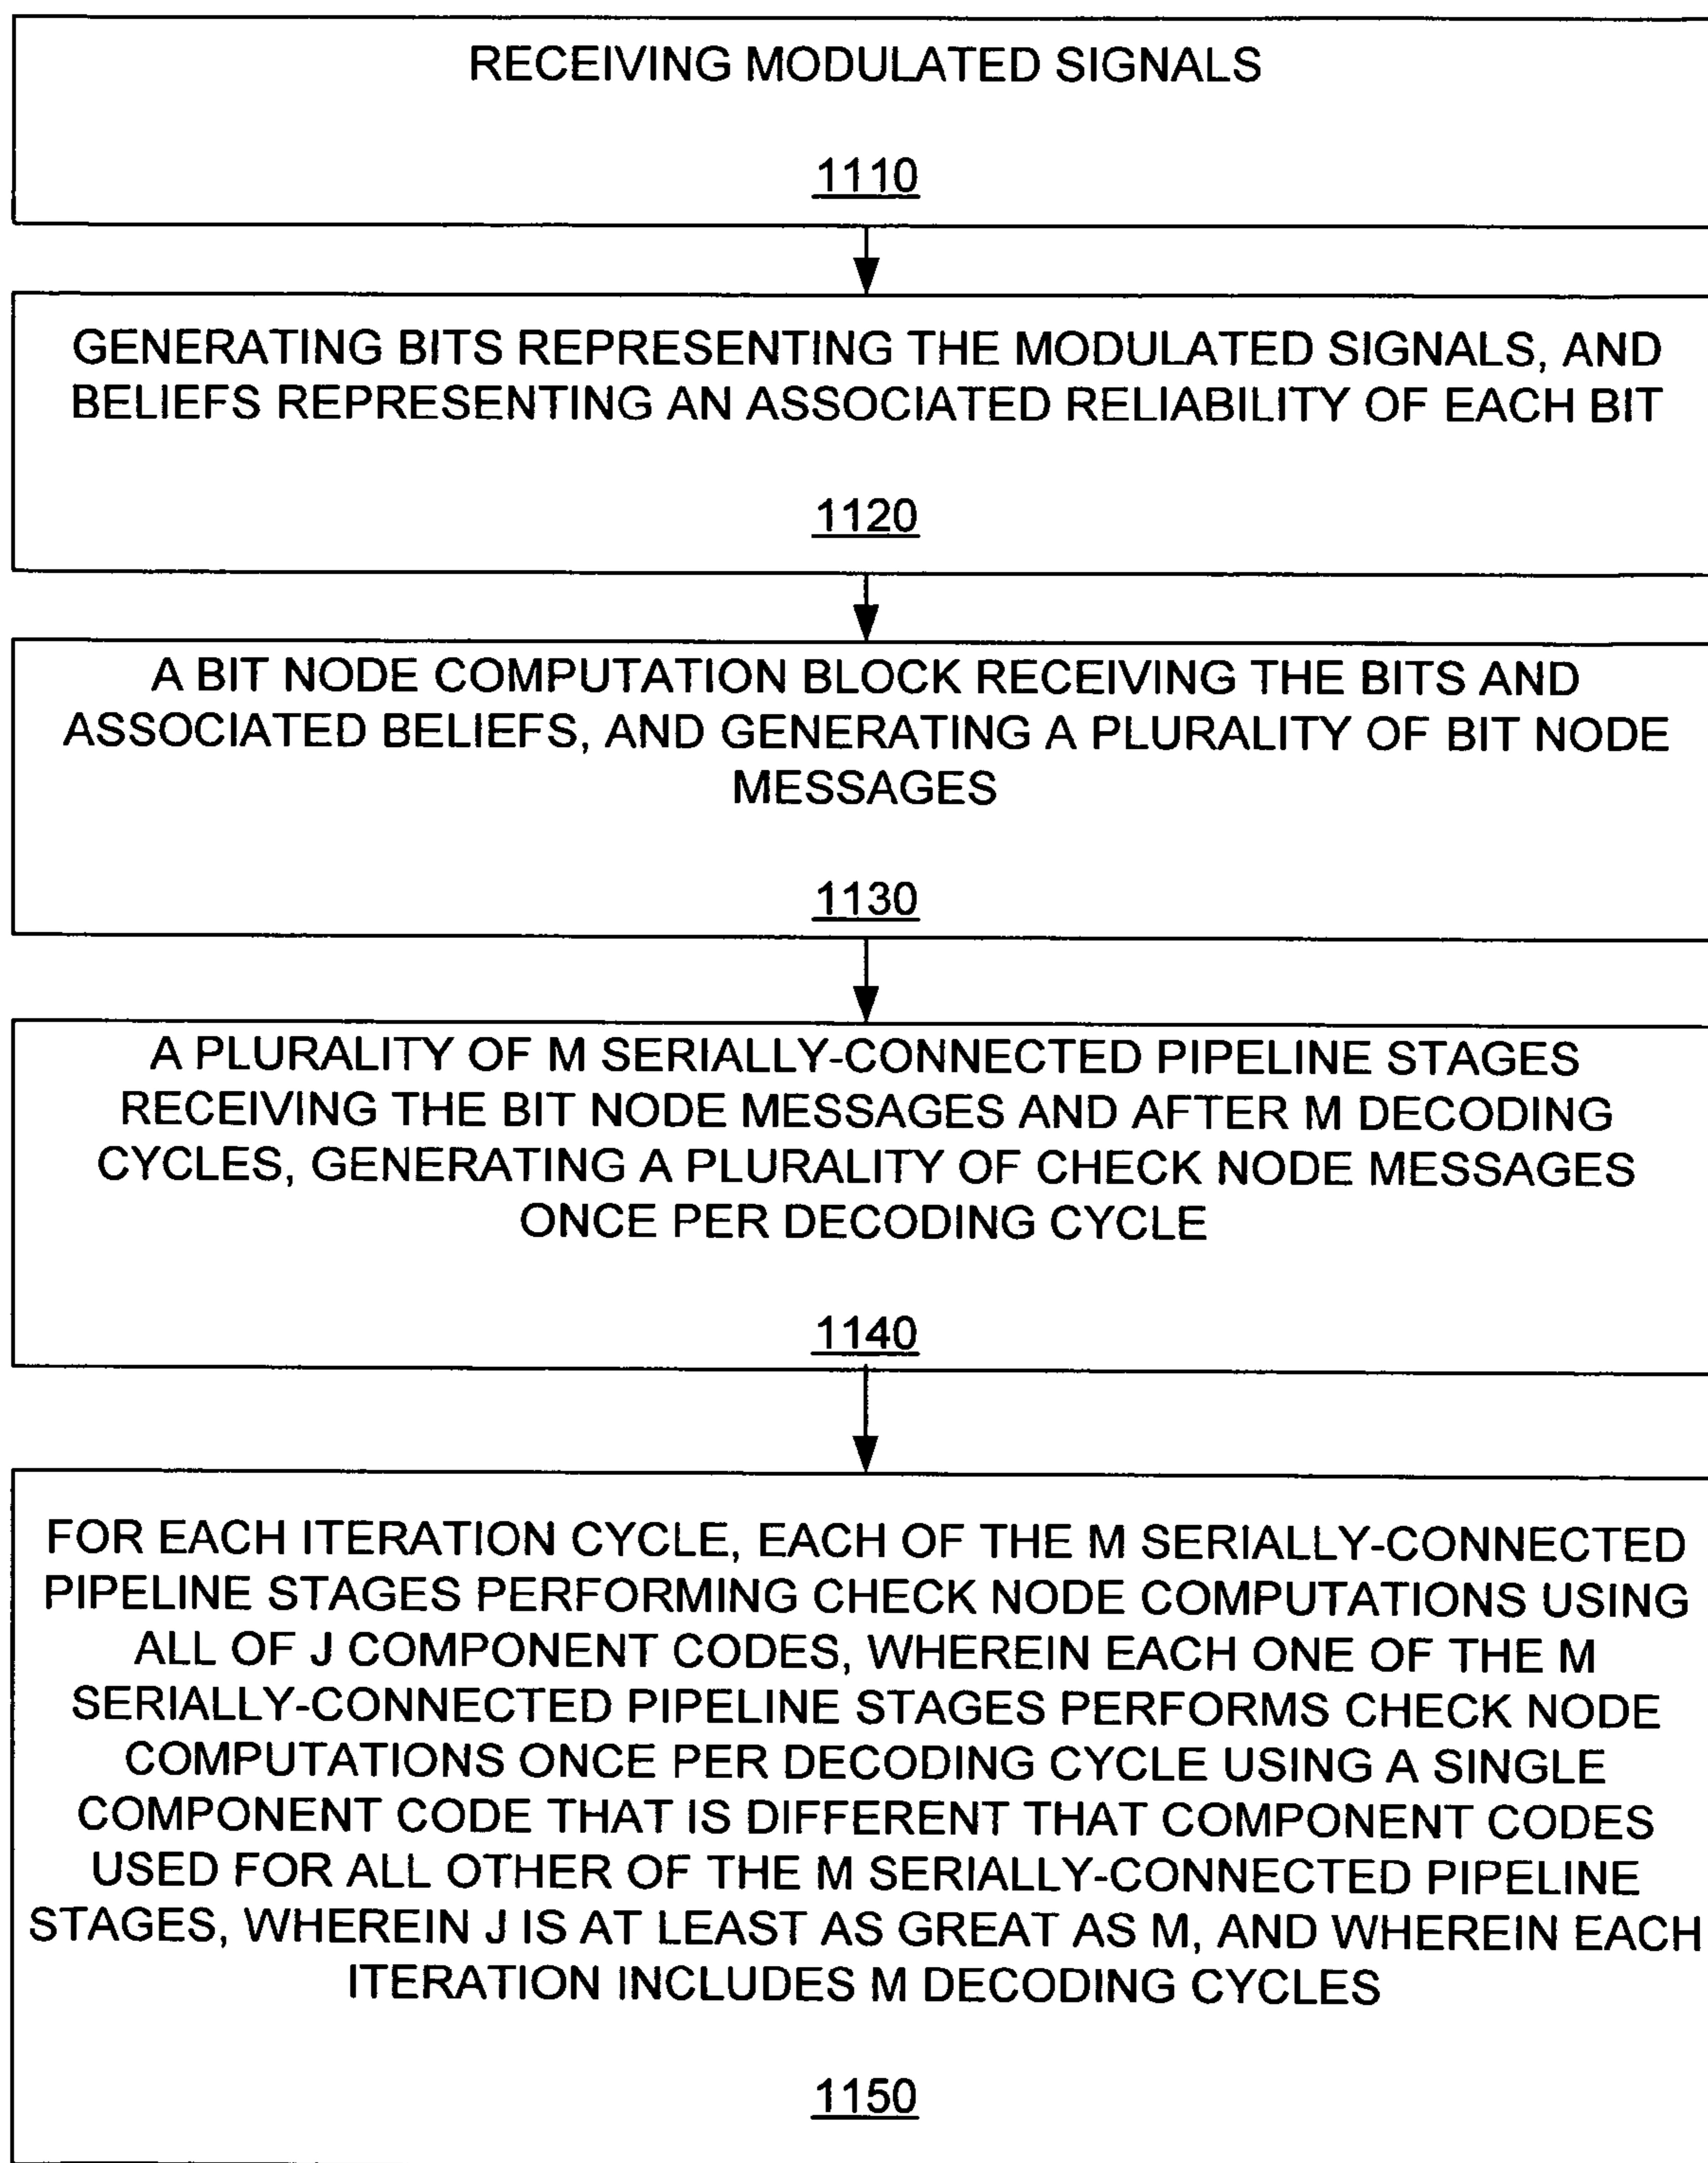 RECEIVING MODULATED SIGNALS
1110
GENERATING BITS REPRESENTING THE MODULATED SIGNALS, AND
BELIEFS REPRESENTING AN ASSOCIATED RELIABILITY OF EACH BIT
1120
A BIT NODE COMPUTATION BLOCK RECEIVING THE BITS AND
ASSOCIATED BELIEFS, AND GENERATING A PLURALITY OF BIT NODE
MESSAGES
1130
A PLURALITY OF M SERIALLY-CONNECTED PIPELINE STAGES
RECEIVING THE BIT NODE MESSAGES AND AFTER M DECODING
CYCLES, GENERATING A PLURALITY OF CHECK NODE MESSAGES
ONCE PER DECODING CYCLE
1140
FOR EACH ITERATION CYCLE, EACH OF THE M SERIALLY-CONNECTED
PIPELINE STAGES PERFORMING CHECK NODE COMPUTATIONS USING
ALL OF J COMPONENT CODES, WHEREIN EACH ONE OF THE M
SERIALLY-CONNECTED PIPELINE STAGES PERFORMS CHECK NODE
COMPUTATIONS ONCE PER DECODING CYCLE USING A SINGLE
COMPONENT CODE THAT IS DIFFERENT THAT COMPONENT CODES
USED FOR ALL OTHER OF THE M SERIALLY-CONNECTED PIPELINE
STAGES, WHEREIN J IS AT LEAST AS GREAT AS M, AND WHEREIN EACH
ITERATION INCLUDES M DECODING CYCLES
1150